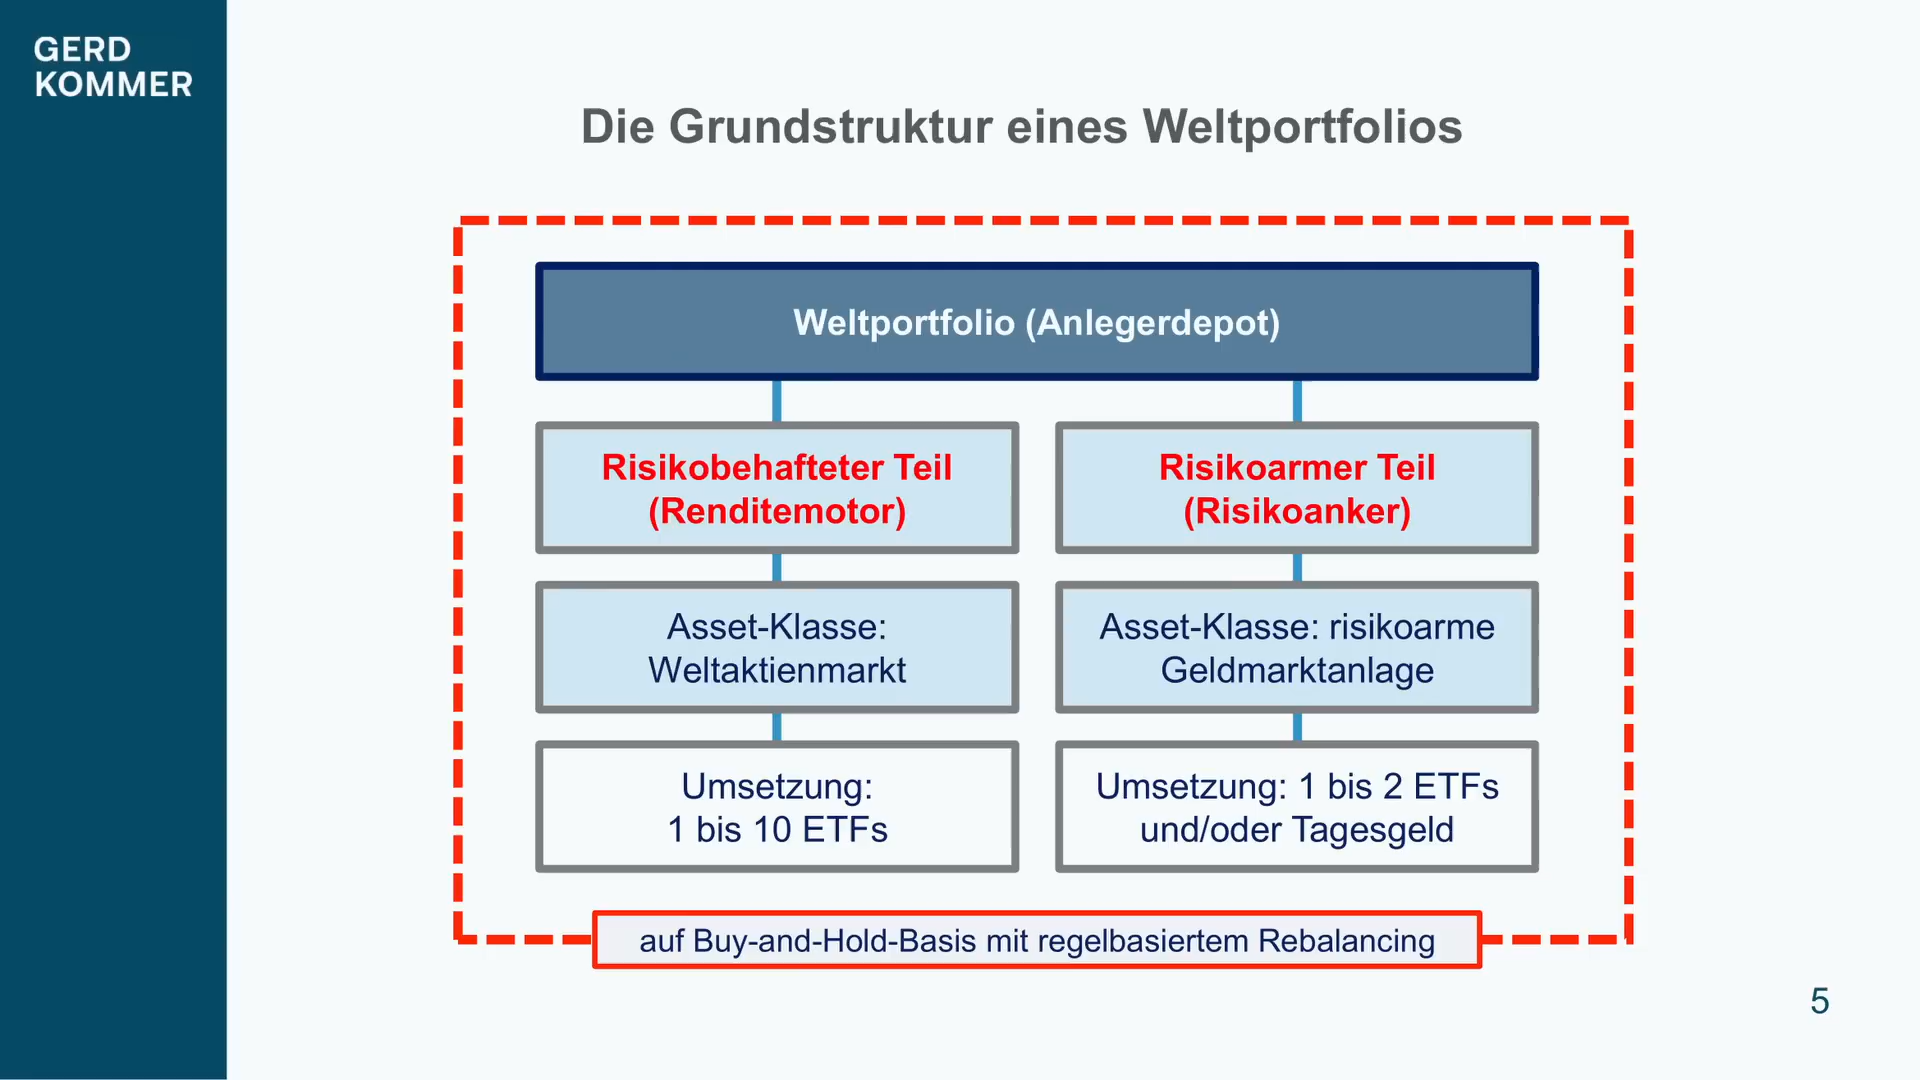 GERD
KOMMER
Die Grundstruktur eines Weltportfolios
Weltportfolio (Anlegerdepot)
Risikobehafteter Teil
(Renditemotor)
Risikoarmer Teil
(Risikoanker)
Asset-Klasse:
Weltaktienmarkt
Asset-Klasse: risikoarme
Geldmarktanlage
Umsetzung:
1 bis 10 ETFs
Umsetzung: 1 bis 2 ETFs
und/oder Tagesgeld
auf Buy-and-Hold-Basis mit regelbasiertem Rebalancing
5